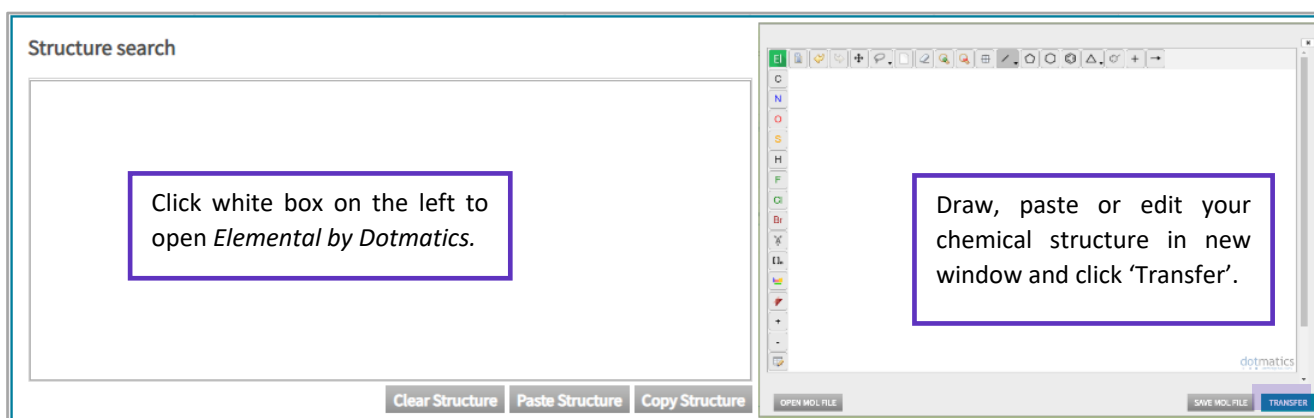 Structure search
Click white box on the left to
open Elemental by Dotmatics.
Clear Structure Paste Structure Copy Structure
El
C
N
O
S
H
F
Cl
Br
[ ]n
+
-
Draw, paste or edit your
chemical structure in new
window and click ‘Transfer’.
dotmatics
OPEN MOL FILE SAVE MOL FILE TRANSFER